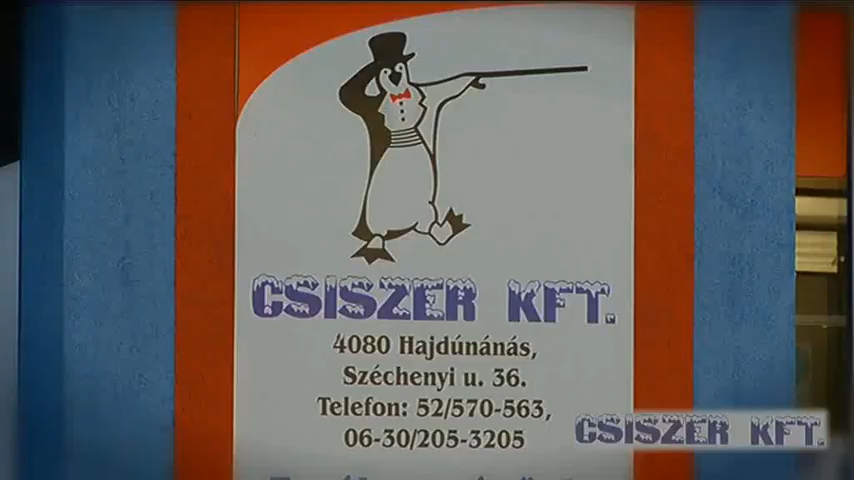 CSISZER KFT.
4080 Hajdúnánás,
Széchenyi u. 36.
Telefon: 52/570-563,
06-30/205-3205
CSISZER KFT.